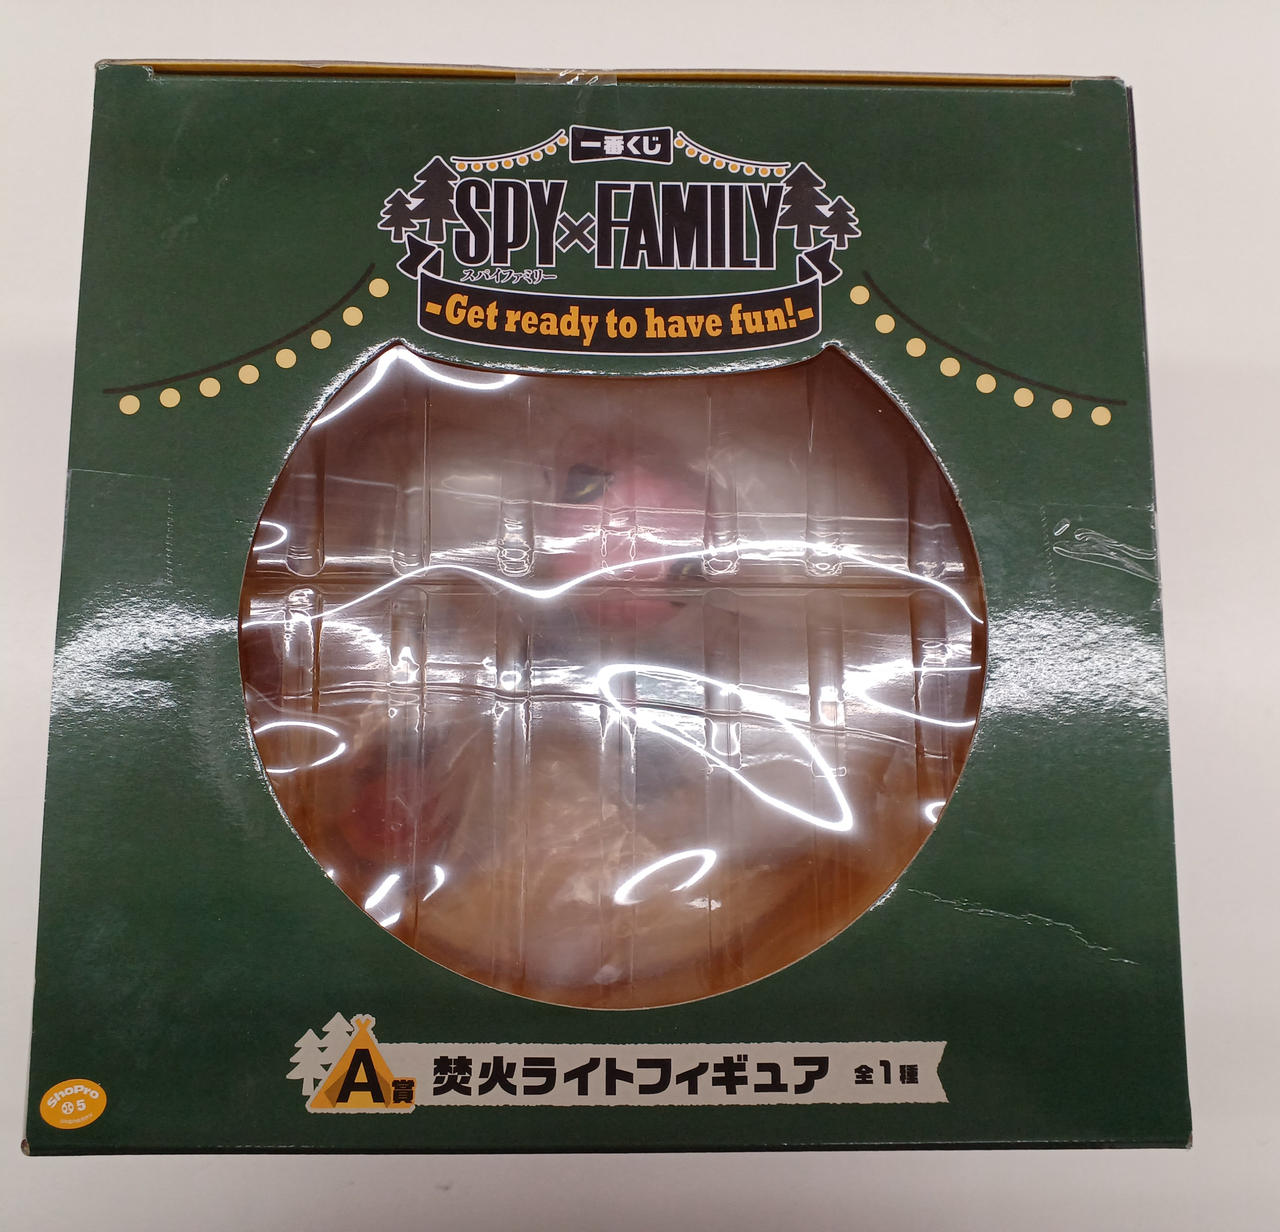 一番くじ
SPY×FAMILY
スパイファミリー
-Get ready to have fun!-
A賞 焚火ライトフィギュア 全1種
ShoPro
5